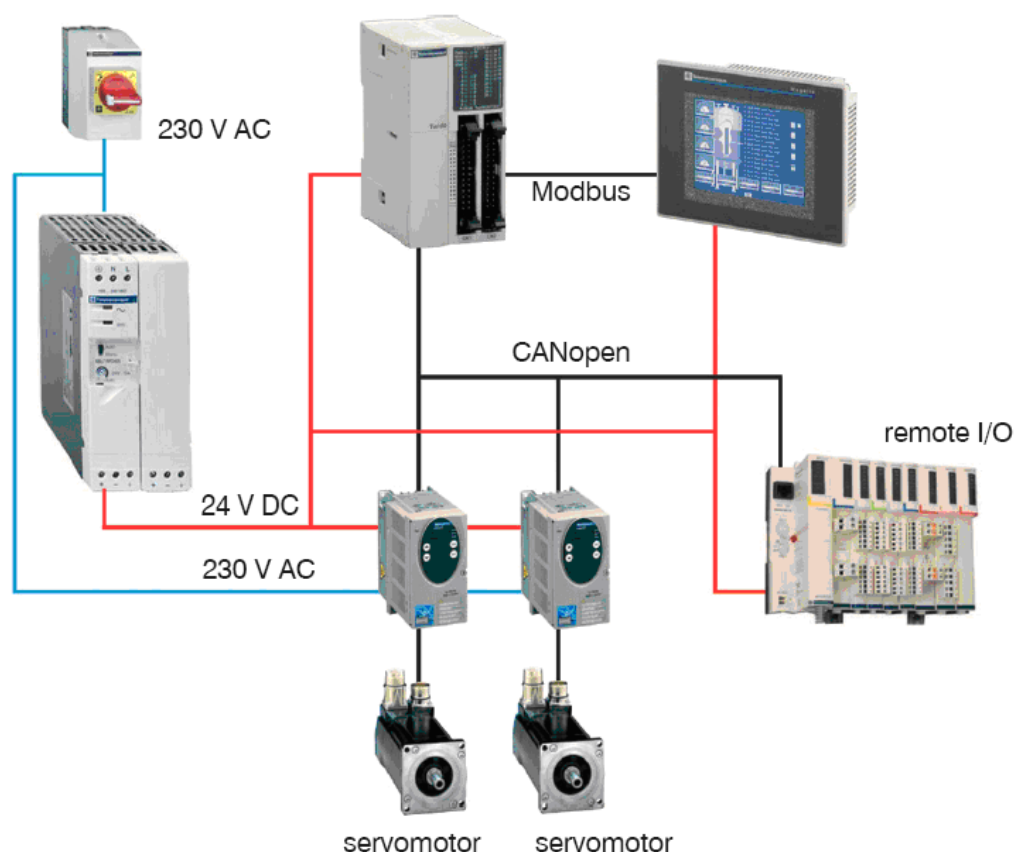 230 V AC
Modbus
CANopen
remote I/O
24 V DC
230 V AC
N L
servomotor
servomotor